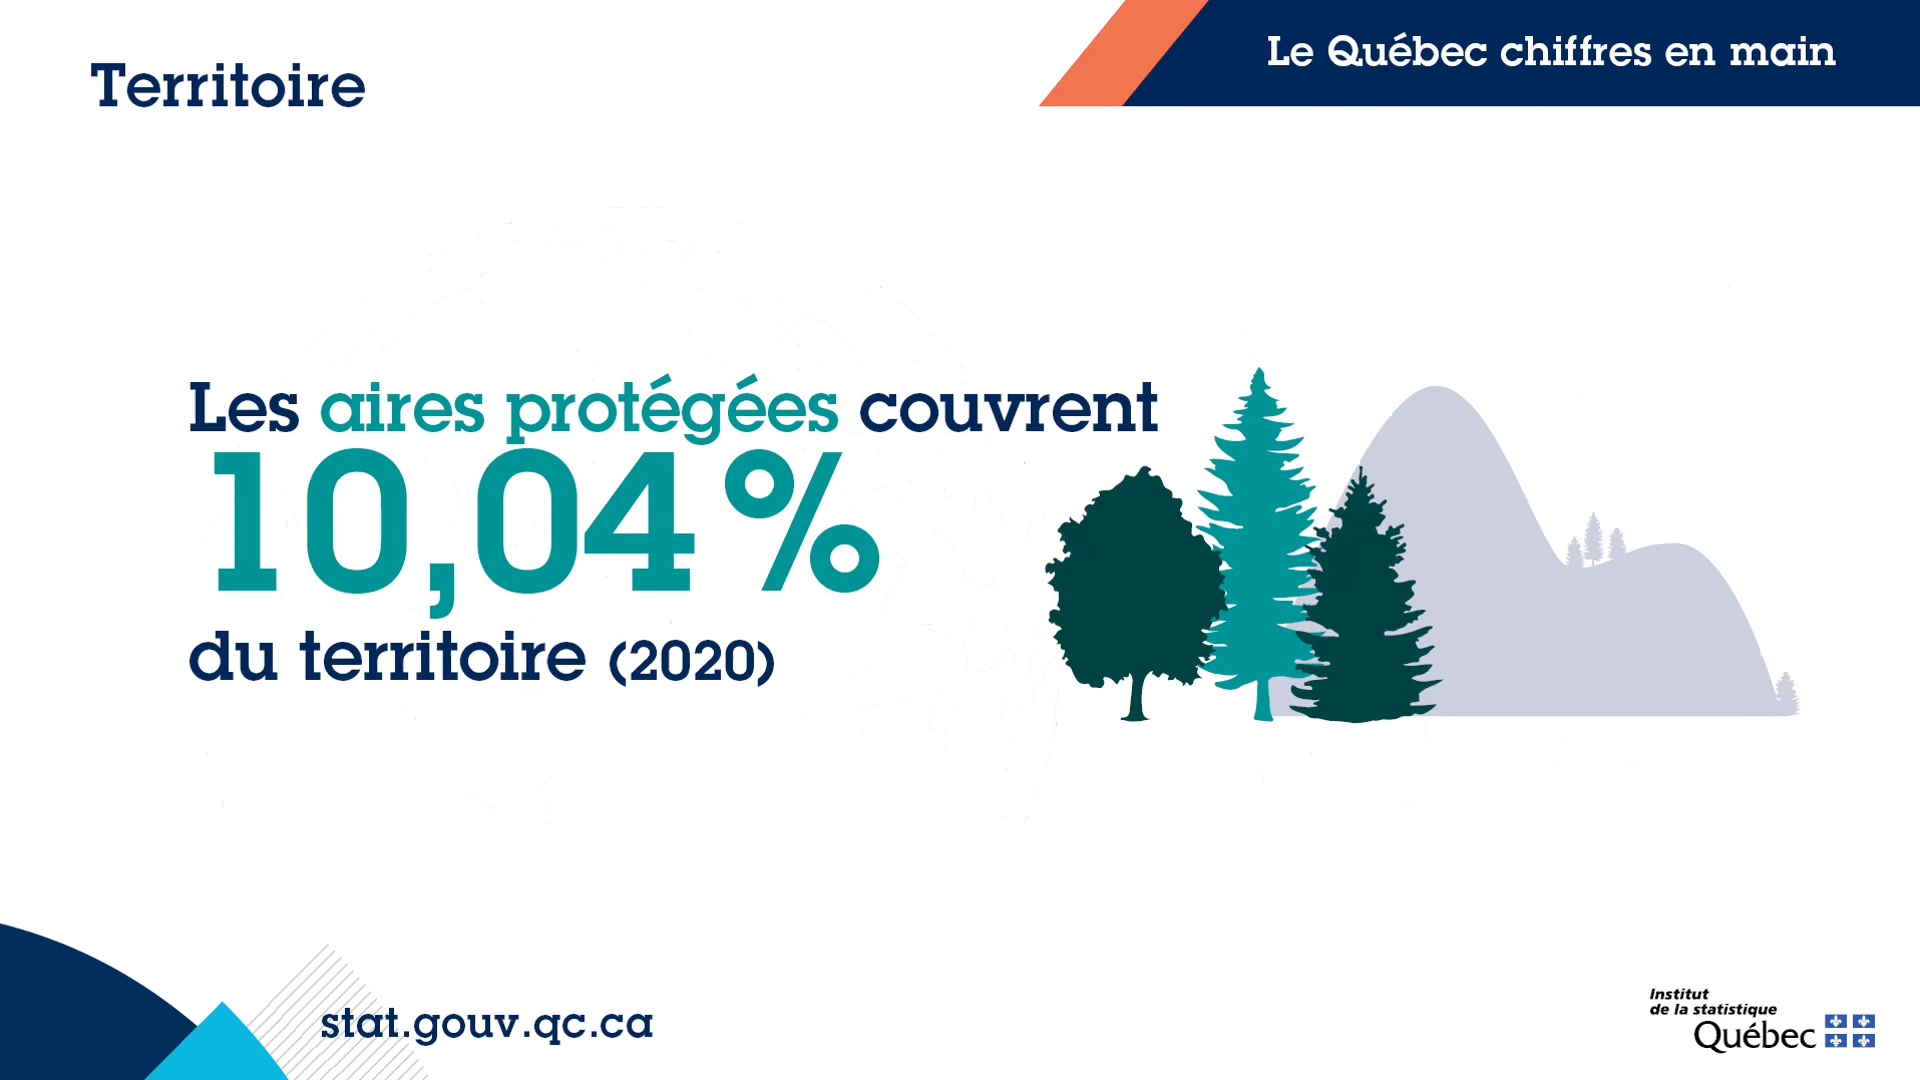 Territoire
Le Québec chiffres en main
Les aires protégées couvrent
10,04 %
du territoire (2020)
stat.gouv.qc.ca
Institut
de la statistique
Québec